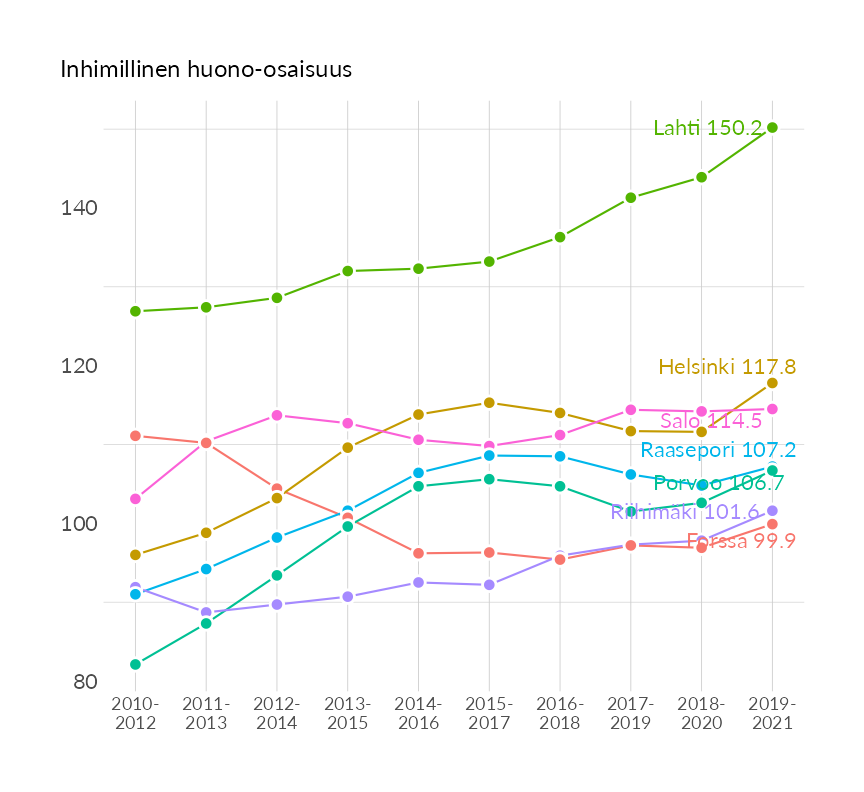 Inhimillinen huono-osaisuus
Lahti 150.2
140
120
Helsinki 117.8
Salo 114.5
Raasepori 107.2
Porvoo 106.7
Riihimäki 101.6
100
Forssa 99.9
80
2010- 2011- 2012- 2013- 2014- 2015- 2016- 2017- 2018- 2019-
2012 2013 2014 2015 2016 2017 2018 2019 2020 2021